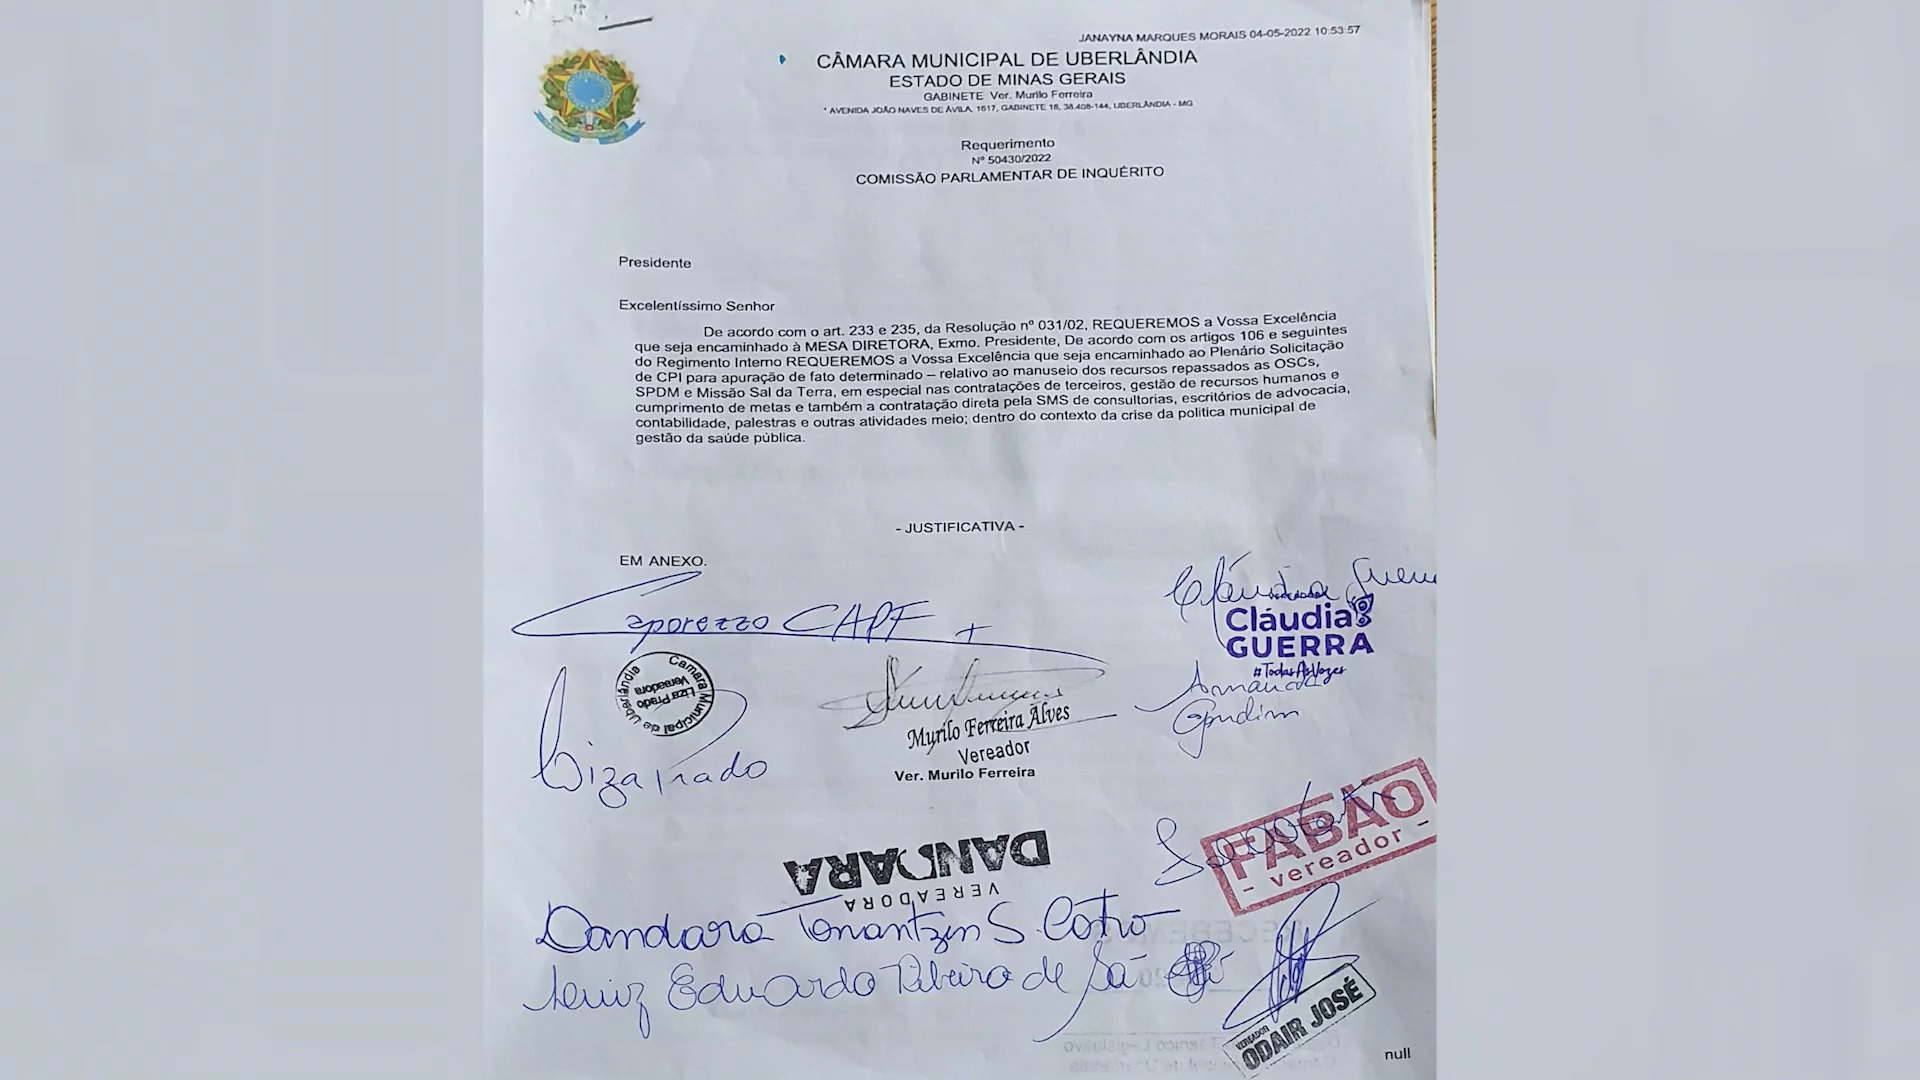 JANAYNA MARQUES MORAIS 04-05-2022 10:53:57
CÂMARA MUNICIPAL DE UBERLÂNDIA
ESTADO DE MINAS GERAIS
GABINETE Ver. Murilo Ferreira
* AVENIDA JOÃO NAVES DE ÁVILA, 1617, GABINETE 18, 38.408-144, UBERLÂNDIA - MG
Requerimento
Nº 50430/2022
COMISSÃO PARLAMENTAR DE INQUÉRITO
Presidente
Excelentíssimo Senhor
De acordo com o art. 233 e 235, da Resolução nº 031/02, REQUEREMOS a Vossa Excelência
que seja encaminhado à MESA DIRETORA, Exmo. Presidente, De acordo com os artigos 106 e seguintes
do Regimento Interno REQUEREMOS a Vossa Excelência que seja encaminhado ao Plenário Solicitação
de CPI para apuração de fato determinado – relativo ao manuseio dos recursos repassados as OSCs,
SPDM e Missão Sal da Terra, em especial nas contratações de terceiros, gestão de recursos humanos e
cumprimento de metas e também a contratação direta pela SMS de consultorias, escritórios de advocacia,
contabilidade, palestras e outras atividades meio; dentro do contexto da crise da politica municipal de
gestão da saúde pública.
- JUSTIFICATIVA -
EM ANEXO.
Caporezzo CAPF +
Cláudia Guerra
Cláudia
GUERRA
#TodasAsVozes
Camara Municipal de Uberlândia
Liza Prado
Vereadora
Liza Prado
Murilo Ferreira Alves
Vereador
Ver. Murilo Ferreira
Amanda
Gondim
FABÃO
- vereador -
DANDARA
VEREADORA
Dandara Tonantzin S. Castro
Luiz Eduardo Ribeiro de Sá
VEREADOR
ODAIR JOSÉ
null